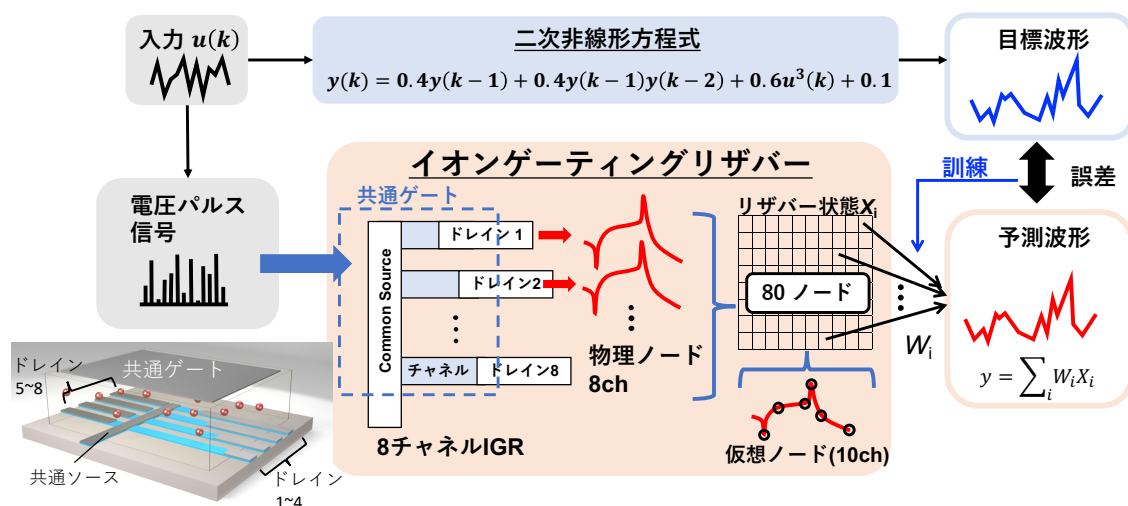 入力 u(k)
二次非線形方程式
y(k) = 0.4y(k−1) + 0.4y(k−1)y(k−2) + 0.6u³(k) + 0.1
目標波形
イオンゲーティングリザバー
訓練
誤差
電圧パルス
信号
共通ゲート
Common Source
ドレイン 1
ドレイン2
⋮
チャネル
ドレイン8
8チャネルIGR
⋮
物理ノード
8ch
リザバー状態Xi
80 ノード
⋮
Wi
仮想ノード(10ch)
予測波形
y = ∑i WiXi
ドレイン
5~8
共通ゲート
共通ソース
ドレイン
1~4